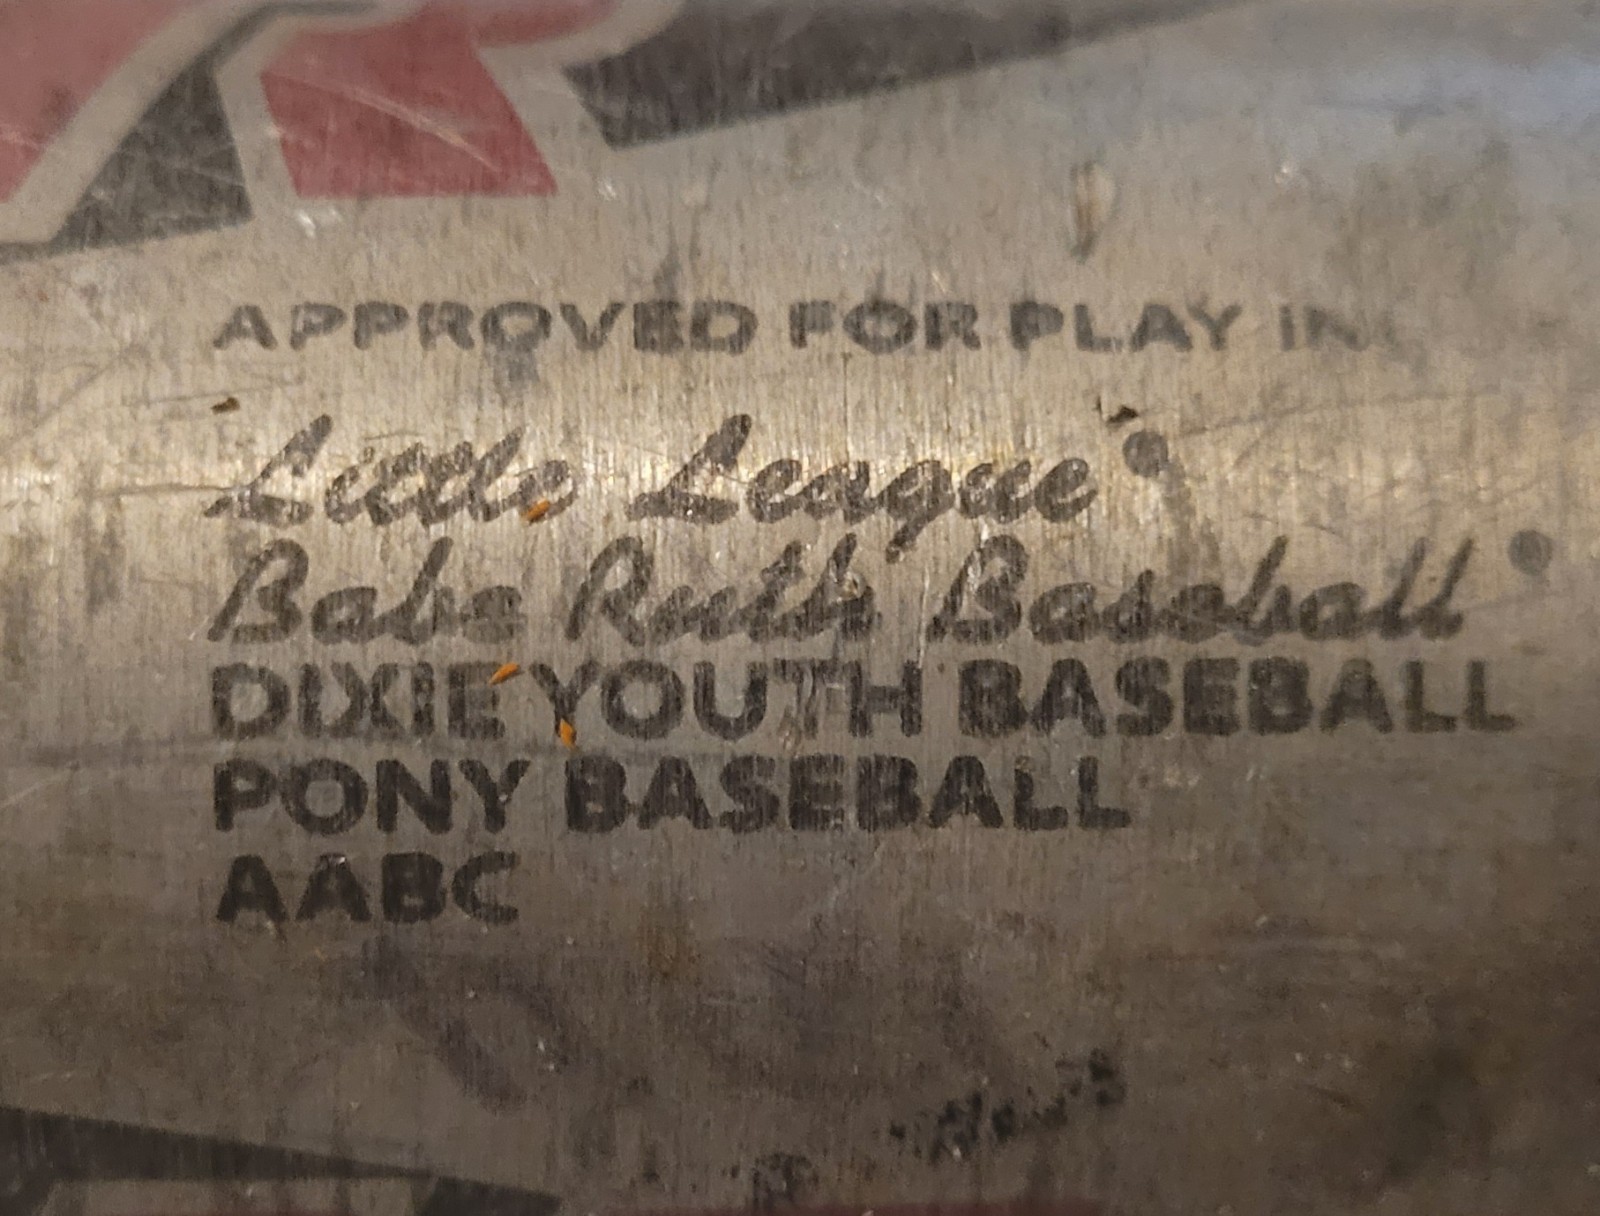 APPROVED FOR PLAY IN:
Little League
Babe Ruth Baseball
DIXIE YOUTH BASEBALL
PONY BASEBALL
AABC